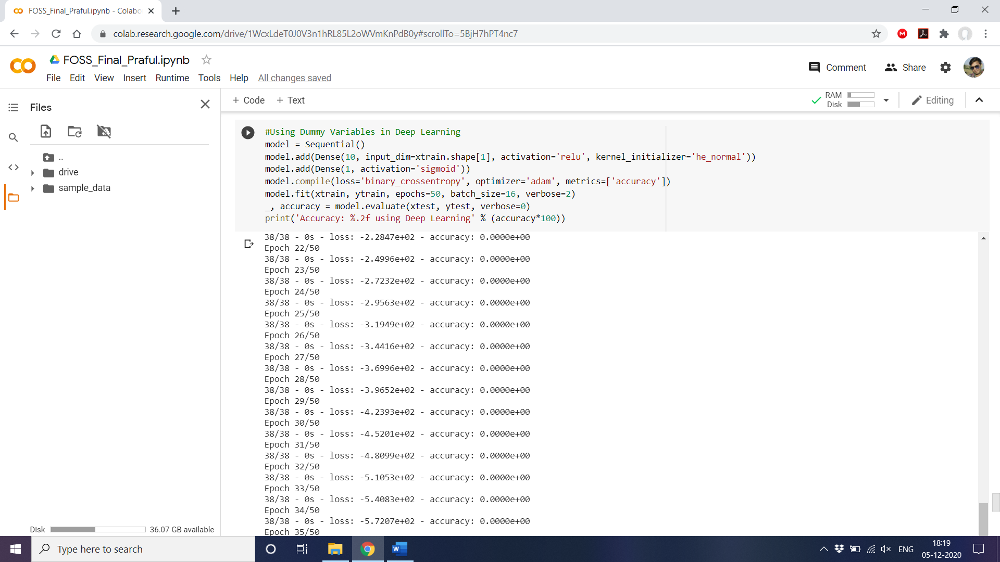 FOSS_Final_Praful.ipynb - Colabo
colab.research.google.com/drive/1WcxLdeT0J0V3n1hRL85L2oWVmKnPdB0y#scrollTo=5BjH7hPT4nc7
FOSS_Final_Praful.ipynb
Comment
Share
File Edit View Insert Runtime Tools Help All changes saved
Files
+ Code + Text
RAM
Disk
Editing
..
drive
sample_data
#Using Dummy Variables in Deep Learning
model = Sequential()
model.add(Dense(10, input_dim=xtrain.shape[1], activation='relu', kernel_initializer='he_normal'))
model.add(Dense(1, activation='sigmoid'))
model.compile(loss='binary_crossentropy', optimizer='adam', metrics=['accuracy'])
model.fit(xtrain, ytrain, epochs=50, batch_size=16, verbose=2)
_, accuracy = model.evaluate(xtest, ytest, verbose=0)
print('Accuracy: %.2f using Deep Learning' % (accuracy*100))
38/38 - 0s - loss: -2.2847e+02 - accuracy: 0.0000e+00
Epoch 22/50
38/38 - 0s - loss: -2.4996e+02 - accuracy: 0.0000e+00
Epoch 23/50
38/38 - 0s - loss: -2.7232e+02 - accuracy: 0.0000e+00
Epoch 24/50
38/38 - 0s - loss: -2.9563e+02 - accuracy: 0.0000e+00
Epoch 25/50
38/38 - 0s - loss: -3.1949e+02 - accuracy: 0.0000e+00
Epoch 26/50
38/38 - 0s - loss: -3.4416e+02 - accuracy: 0.0000e+00
Epoch 27/50
38/38 - 0s - loss: -3.6996e+02 - accuracy: 0.0000e+00
Epoch 28/50
38/38 - 0s - loss: -3.9652e+02 - accuracy: 0.0000e+00
Epoch 29/50
38/38 - 0s - loss: -4.2393e+02 - accuracy: 0.0000e+00
Epoch 30/50
38/38 - 0s - loss: -4.5201e+02 - accuracy: 0.0000e+00
Epoch 31/50
38/38 - 0s - loss: -4.8099e+02 - accuracy: 0.0000e+00
Epoch 32/50
38/38 - 0s - loss: -5.1053e+02 - accuracy: 0.0000e+00
Epoch 33/50
38/38 - 0s - loss: -5.4083e+02 - accuracy: 0.0000e+00
Epoch 34/50
38/38 - 0s - loss: -5.7207e+02 - accuracy: 0.0000e+00
Epoch 35/50
Disk 36.07 GB available
Type here to search
ENG
18:19
05-12-2020